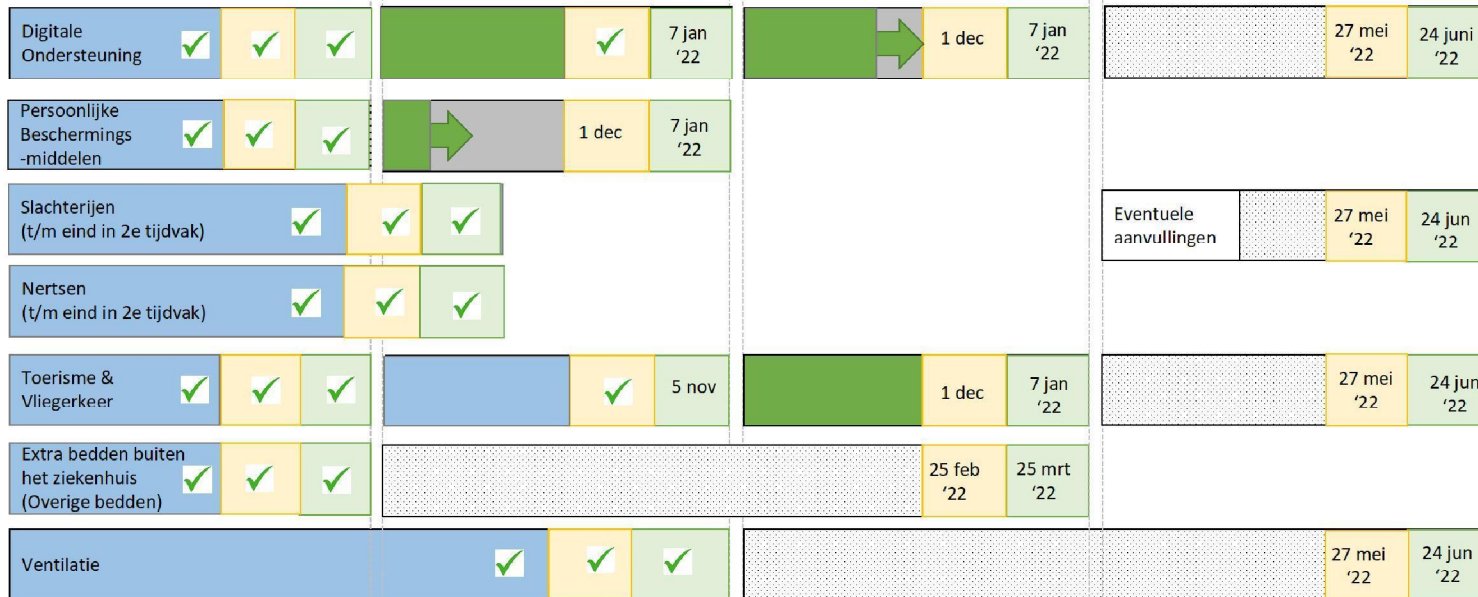 Digitale
Ondersteuning
7 jan
‘22
1 dec
7 jan
‘22
27 mei
‘22
24 juni
‘22
Persoonlijke
Beschermings
-middelen
1 dec
7 jan
‘22
Slachterijen
(t/m eind in 2e tijdvak)
Eventuele
aanvullingen
27 mei
‘22
24 jun
‘22
Nertsen
(t/m eind in 2e tijdvak)
Toerisme &
Vliegerkeer
5 nov
1 dec
7 jan
‘22
27 mei
‘22
24 jun
‘22
Extra bedden buiten
het ziekenhuis
(Overige bedden)
25 feb
‘22
25 mrt
‘22
Ventilatie
27 mei
‘22
24 jun
‘22